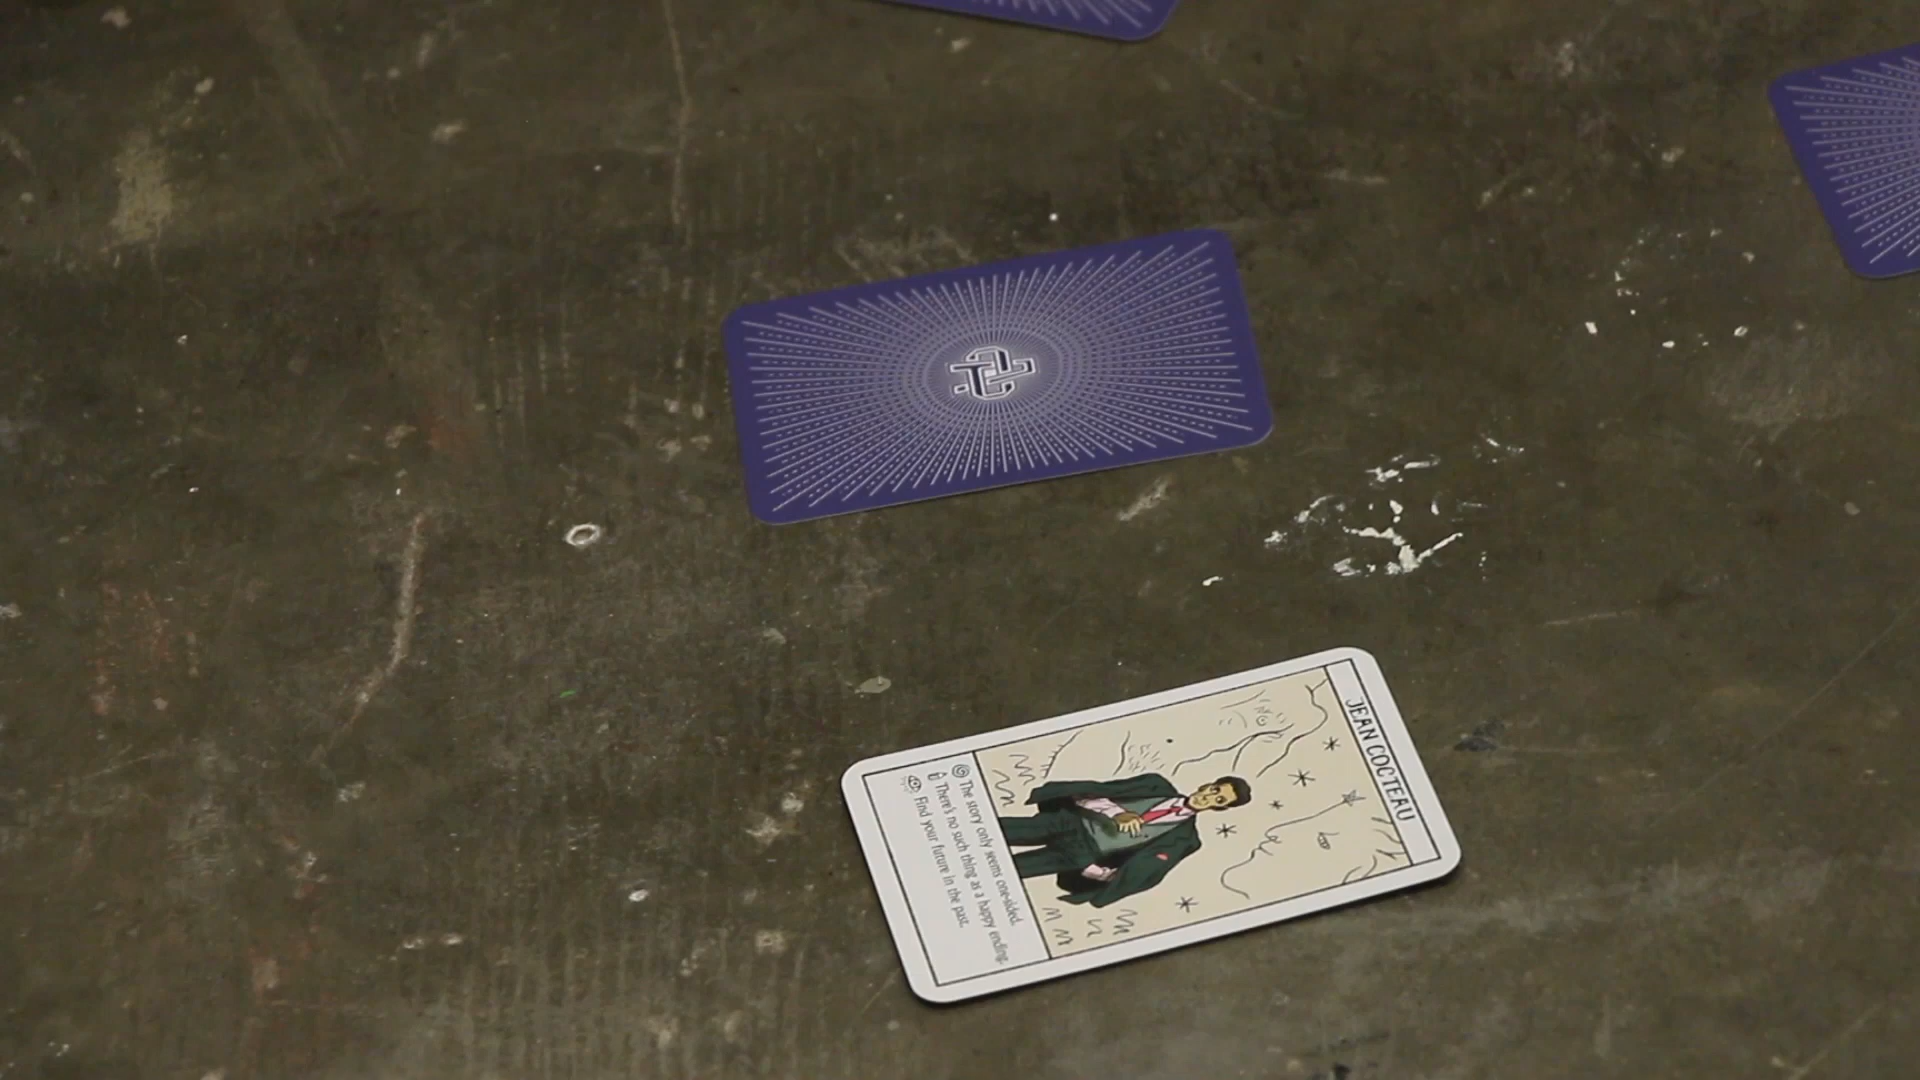 JEAN COCTEAU
The story only seems one-sided.
There's no such thing as a happy ending.
Find your future in the past.